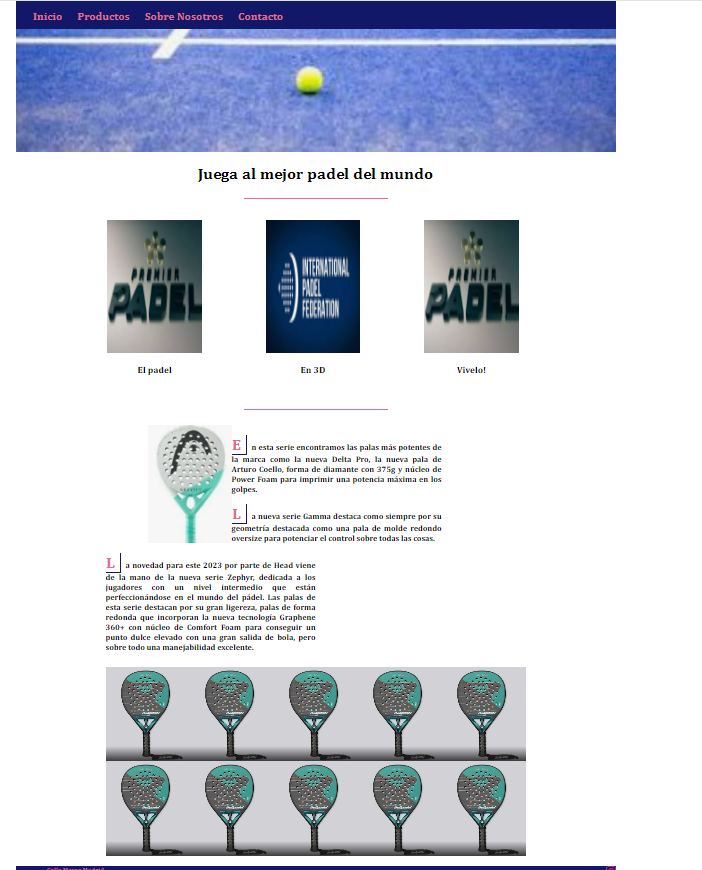 Inicio Productos Sobre Nosotros Contacto
Juega al mejor padel del mundo
PREMIER
PADEL
INTERNATIONAL
PADEL
FEDERATION
PREMIER
PADEL
El padel En 3D Vívelo!
En esta serie encontramos las palas más potentes de
la marca como la nueva Delta Pro, la nueva pala de
Arturo Coello, forma de diamante con 375g y núcleo de
Power Foam para imprimir una potencia máxima en los
golpes.
La nueva serie Gamma destaca como siempre por su
geometría destacada como una pala de molde redondo
oversize para potenciar el control sobre todas las cosas.
La novedad para este 2023 por parte de Head viene
de la mano de la nueva serie Zephyr, dedicada a los
jugadores con un nivel intermedio que están
perfeccionándose en el mundo del pádel. Las palas de
esta serie destacan por su gran ligereza, palas de forma
redonda que incorporan la nueva tecnología Graphene
360+ con núcleo de Comfort Foam para conseguir un
punto dulce elevado con una gran salida de bola, pero
sobre todo una manejabilidad excelente.